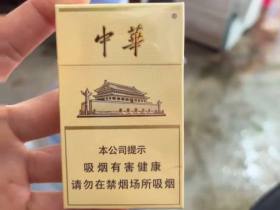 中華
本公司提示
吸烟有害健康
请勿在禁烟场所吸烟